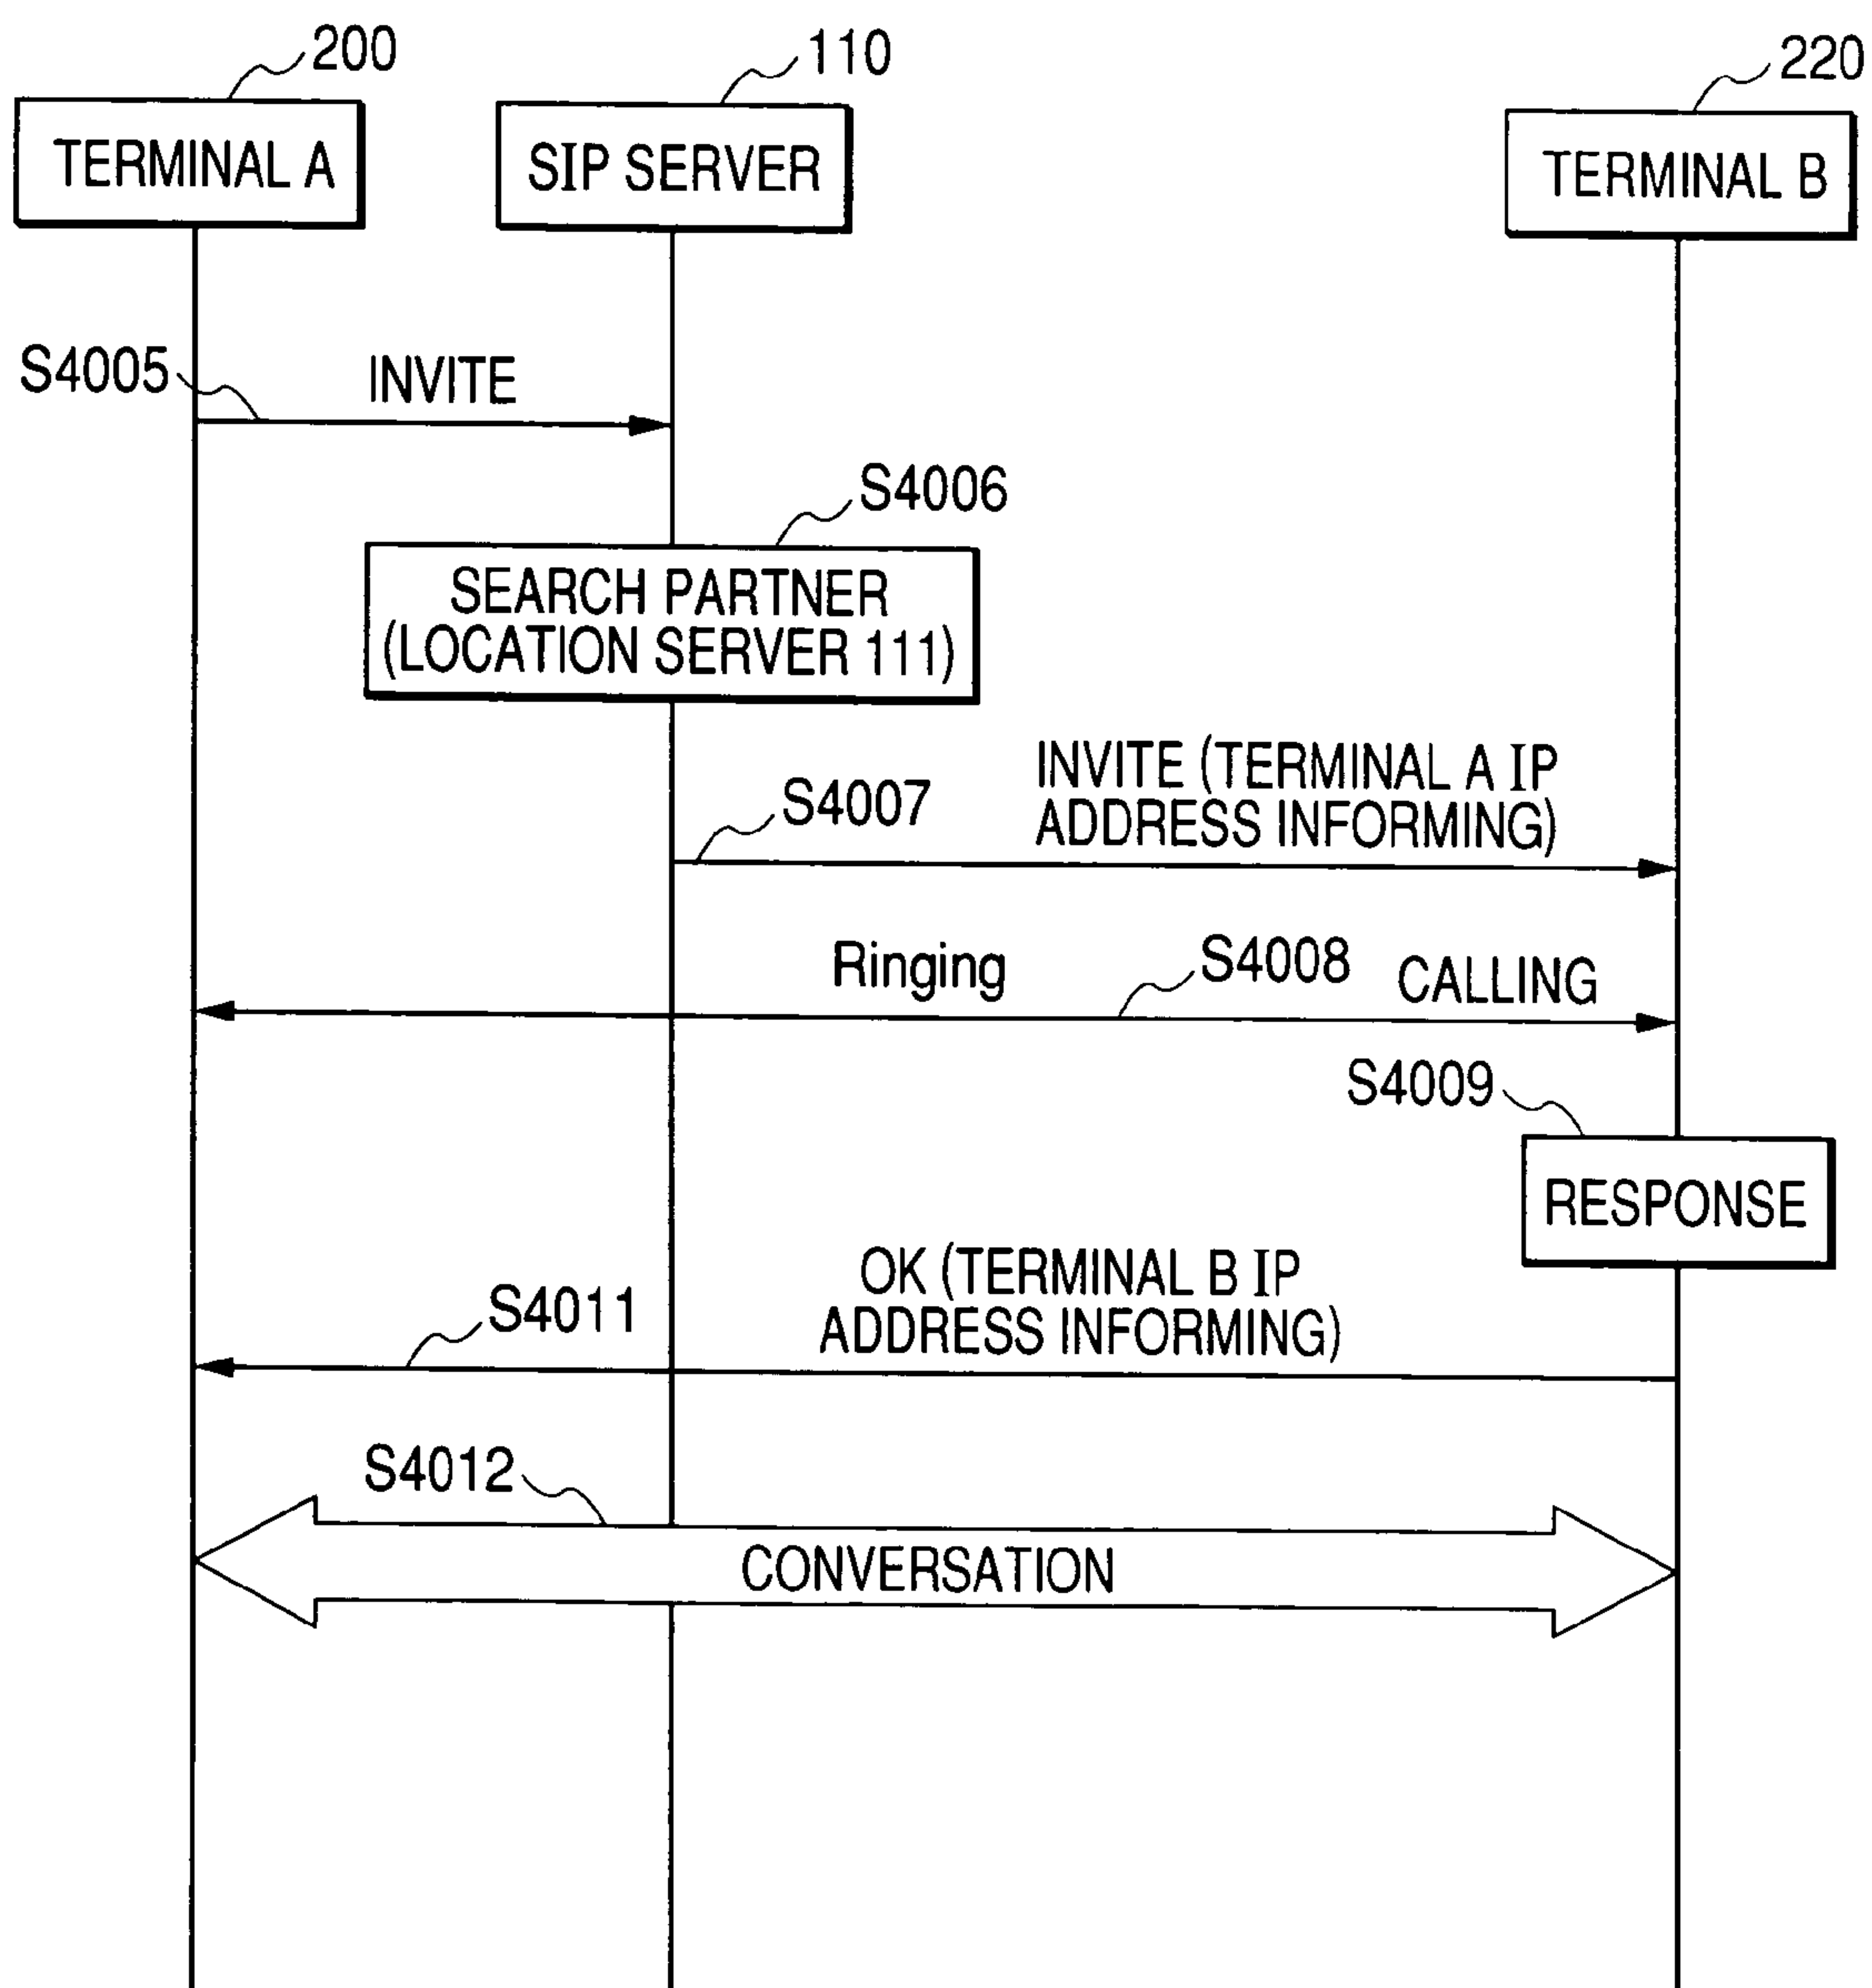 200
110
220
TERMINAL A
SIP SERVER
TERMINAL B
S4005
INVITE
S4006
SEARCH PARTNER
(LOCATION SERVER 111)
S4007
INVITE (TERMINAL A IP
ADDRESS INFORMING)
Ringing
S4008
CALLING
S4009
RESPONSE
OK (TERMINAL B IP
ADDRESS INFORMING)
S4011
S4012
CONVERSATION